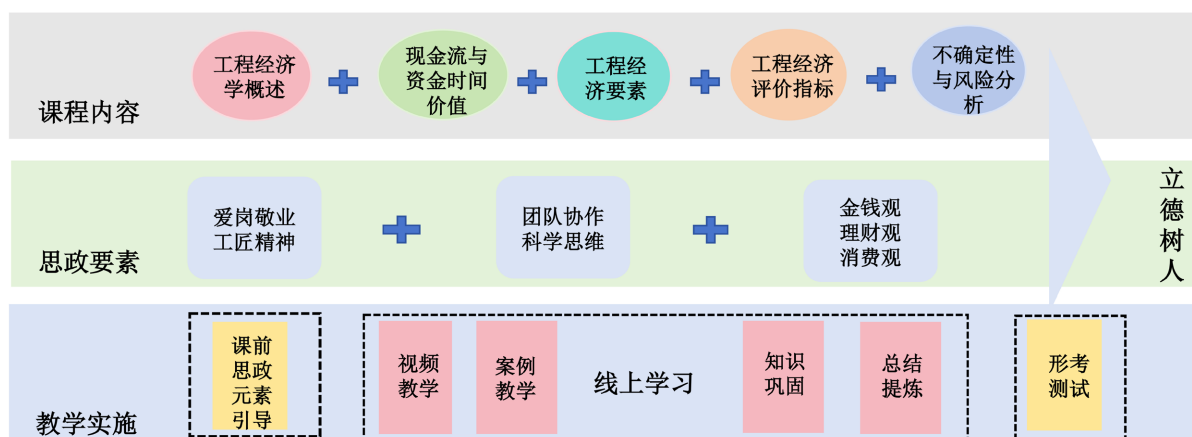 工程经济
学概述
现金流与
资金时间
价值
工程经
济要素
工程经济
评价指标
不确定性
与风险分
析
课程内容
爱岗敬业
工匠精神
团队协作
科学思维
金钱观
理财观
消费观
思政要素
立
德
树
人
课前
思政
元素
引导
视频
教学
案例
教学
线上学习
知识
巩固
总结
提炼
形考
测试
教学实施